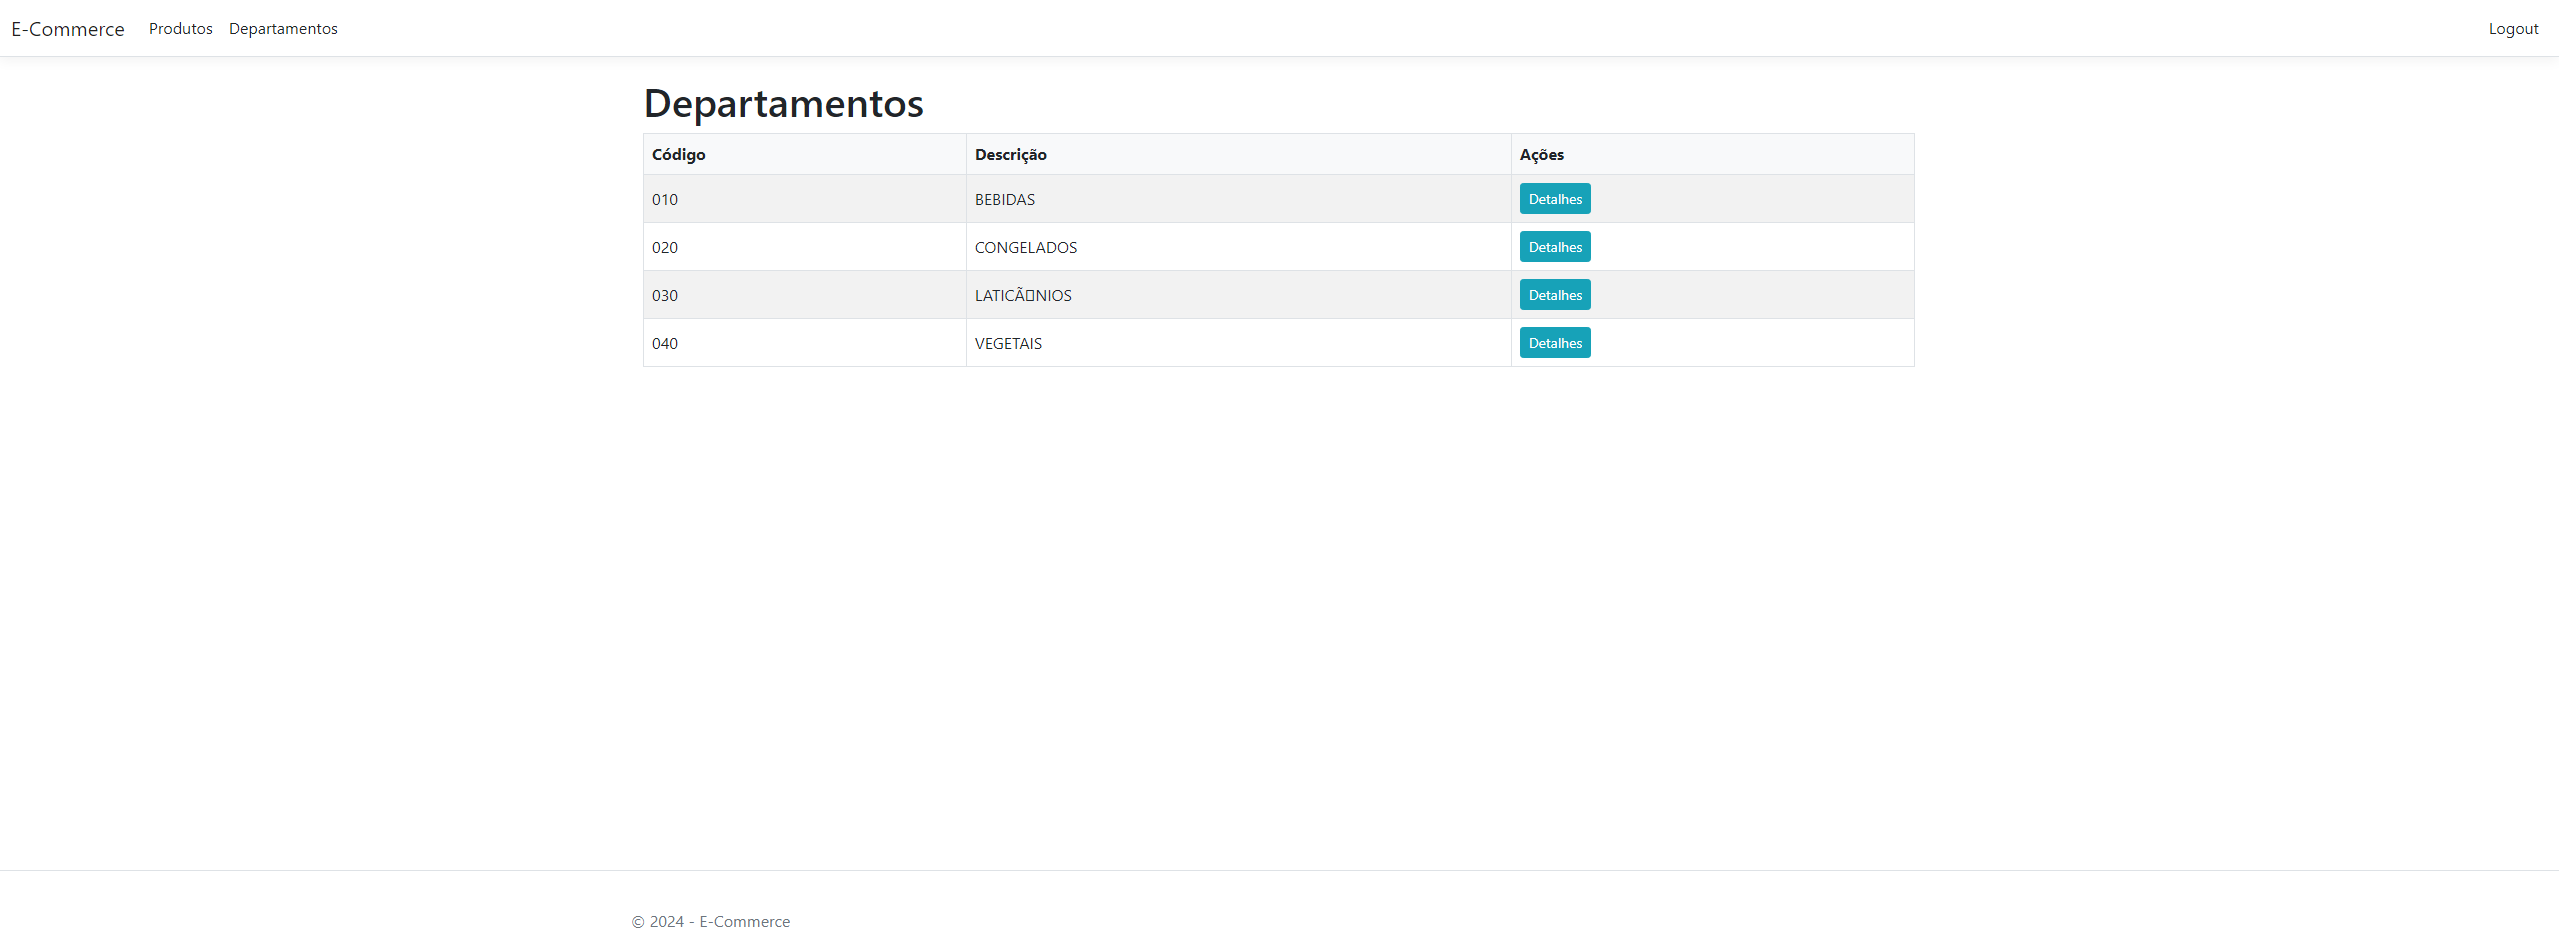 E-Commerce Produtos Departamentos Logout
Departamentos
Código Descrição Ações
010 BEBIDAS Detalhes
020 CONGELADOS Detalhes
030 LATICÃ▯NIOS Detalhes
040 VEGETAIS Detalhes
© 2024 - E-Commerce